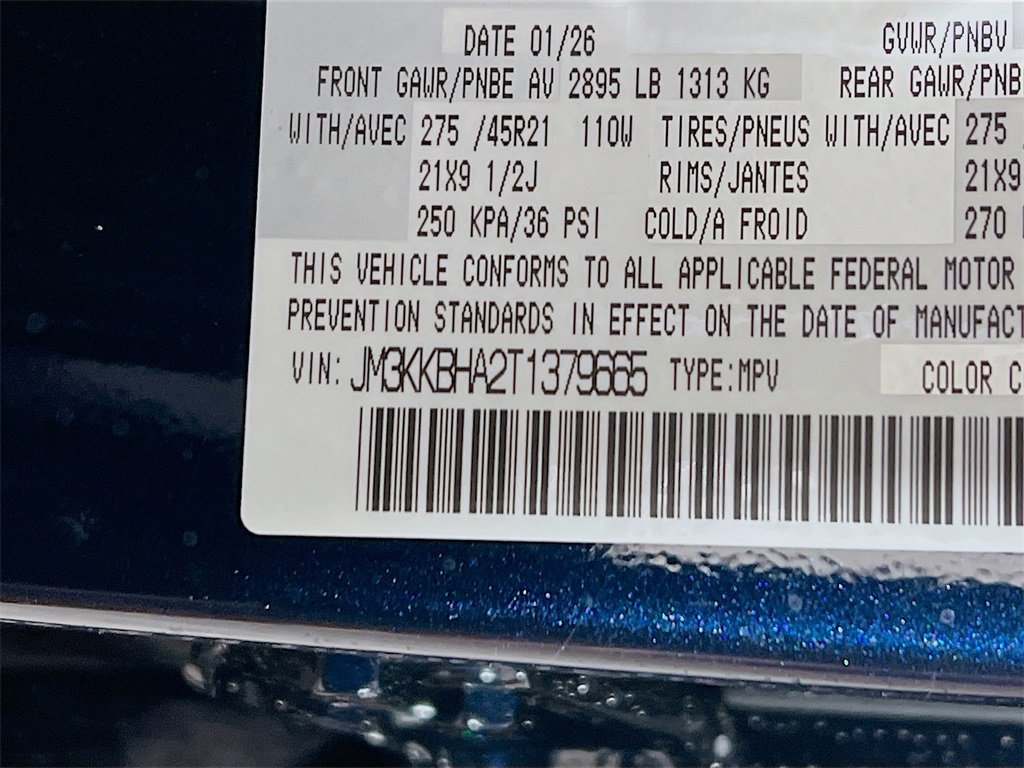 DATE 01/26 GVWR/PNBV
FRONT GAWR/PNBE AV 2895 LB 1313 KG REAR GAWR/PNB
WITH/AVEC 275 /45R21 110W TIRES/PNEUS WITH/AVEC 275
21X9 1/2J RIMS/JANTES 21X9
250 KPA/36 PSI COLD/A FROID 270
THIS VEHICLE CONFORMS TO ALL APPLICABLE FEDERAL MOTOR
PREVENTION STANDARDS IN EFFECT ON THE DATE OF MANUFACT
VIN: JM3KKBHA2T1379665 TYPE:MPV COLOR C